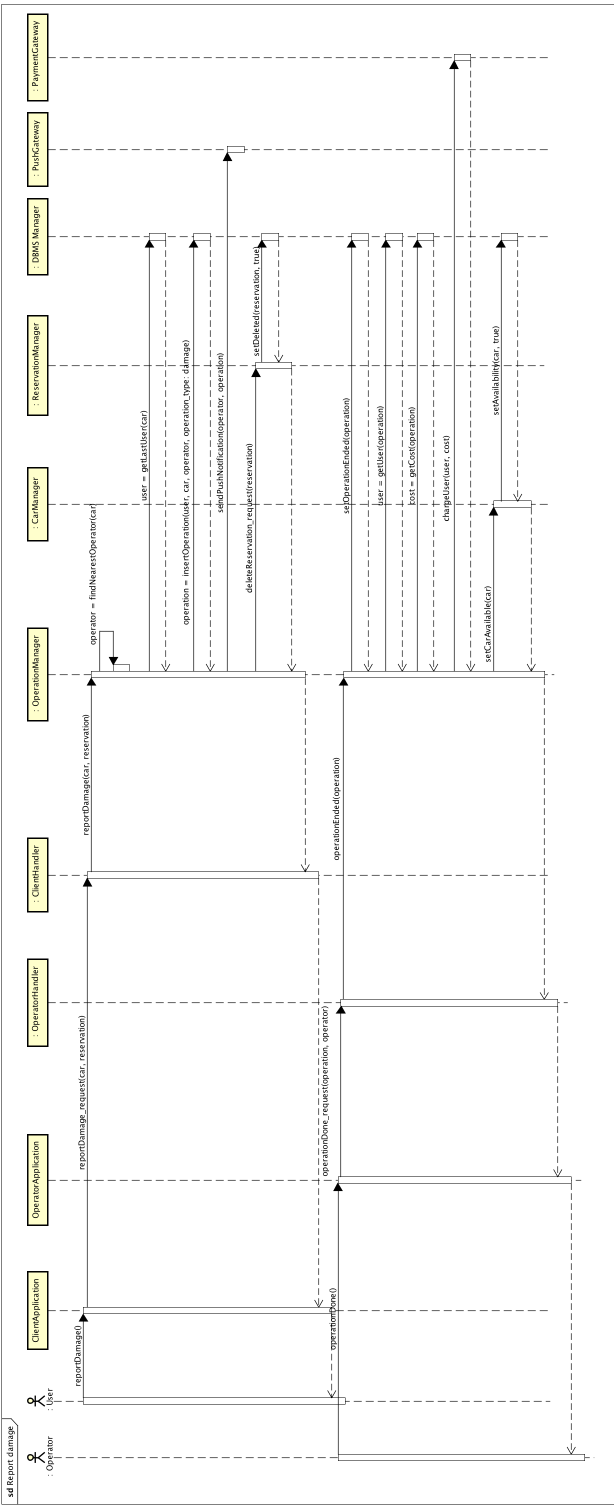 sd Report damage
: Operator
: User
ClientApplication
OperatorApplication
: OperatorHandler
: ClientHandler
: OperationManager
: CarManager
: ReservationManager
: DBMS Manager
: PushGateway
: PaymentGateway
reportDamage()
reportDamage_request(car, reservation)
reportDamage(car, reservation)
operator = findNearestOperator(car)
user = getLastUser(car)
operation = insertOperation(user, car, operator, operation_type: damage)
sendPushNotification(operator, operation)
deleteReservation_request(reservation)
setDeleted(reservation, true)
operationDone()
operationDone_request(operation, operator)
operationEnded(operation)
setOperationEnded(operation)
user = getUser(operation)
cost = getCost(operation)
chargeUser(user, cost)
setCarAvailable(car)
setAvailability(car, true)